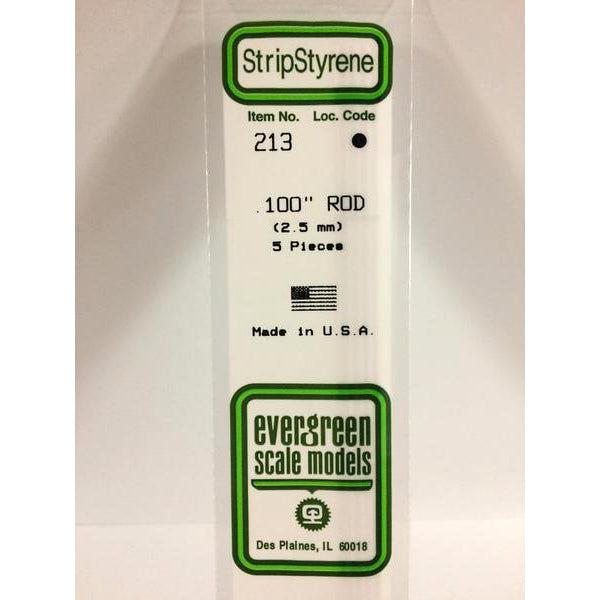 StripStyrene
Item No. Loc. Code
213 ●
.100" ROD
(2.5 mm)
5 Pieces
Made in U.S.A.
evergreen
scale models
Des Plaines, IL 60018